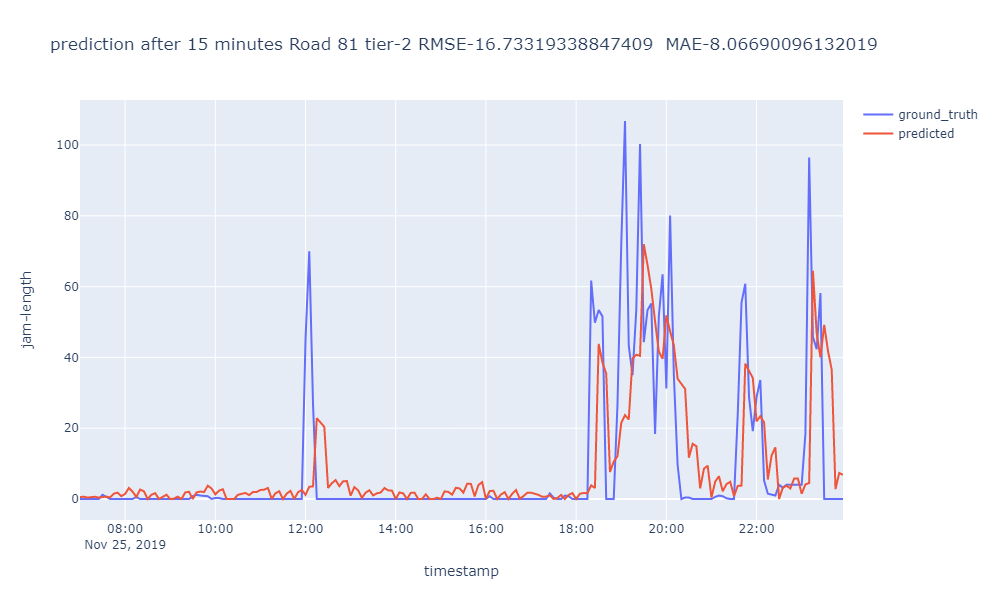 prediction after 15 minutes Road 81 tier-2 RMSE-16.73319338847409  MAE-8.06690096132019
ground_truth
predicted
100
80
60
40
20
0
jam-length
08:00 10:00 12:00 14:00 16:00 18:00 20:00 22:00
Nov 25, 2019
timestamp